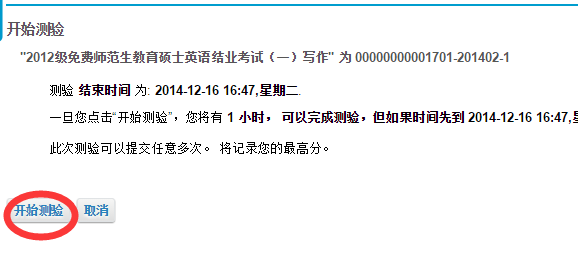 开始测验
"2012级免费师范生教育硕士英语结业考试（一）写作" 为 00000000001701-201402-1
测验 结束时间 为: 2014-12-16 16:47,星期二.
一旦您点击“开始测验”，您将有 1 小时， 可以完成测验，但如果时间先到 2014-12-16 16:47,
此次测验可以提交任意多次。 将记录您的最高分。
开始测验 取消